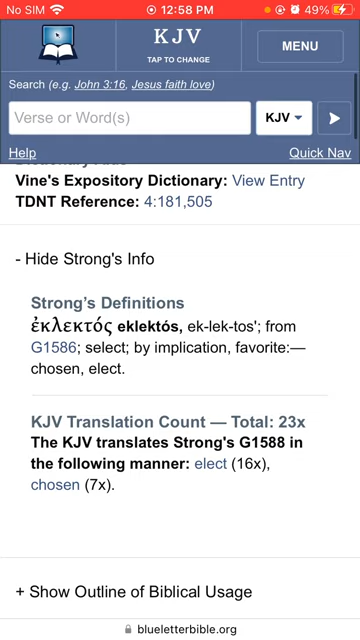 No SIM 12:58 PM 49%
KJV
TAP TO CHANGE
MENU
Search (e.g. John 3:16, Jesus faith love)
Verse or Word(s)
KJV
Help Quick Nav
Vine's Expository Dictionary: View Entry
TDNT Reference: 4:181,505
- Hide Strong's Info
Strong's Definitions
ἐκλεκτός eklektós, ek-lek-tos'; from
G1586; select; by implication, favorite:—
chosen, elect.
KJV Translation Count — Total: 23x
The KJV translates Strong's G1588 in
the following manner: elect (16x),
chosen (7x).
+ Show Outline of Biblical Usage
blueletterbible.org